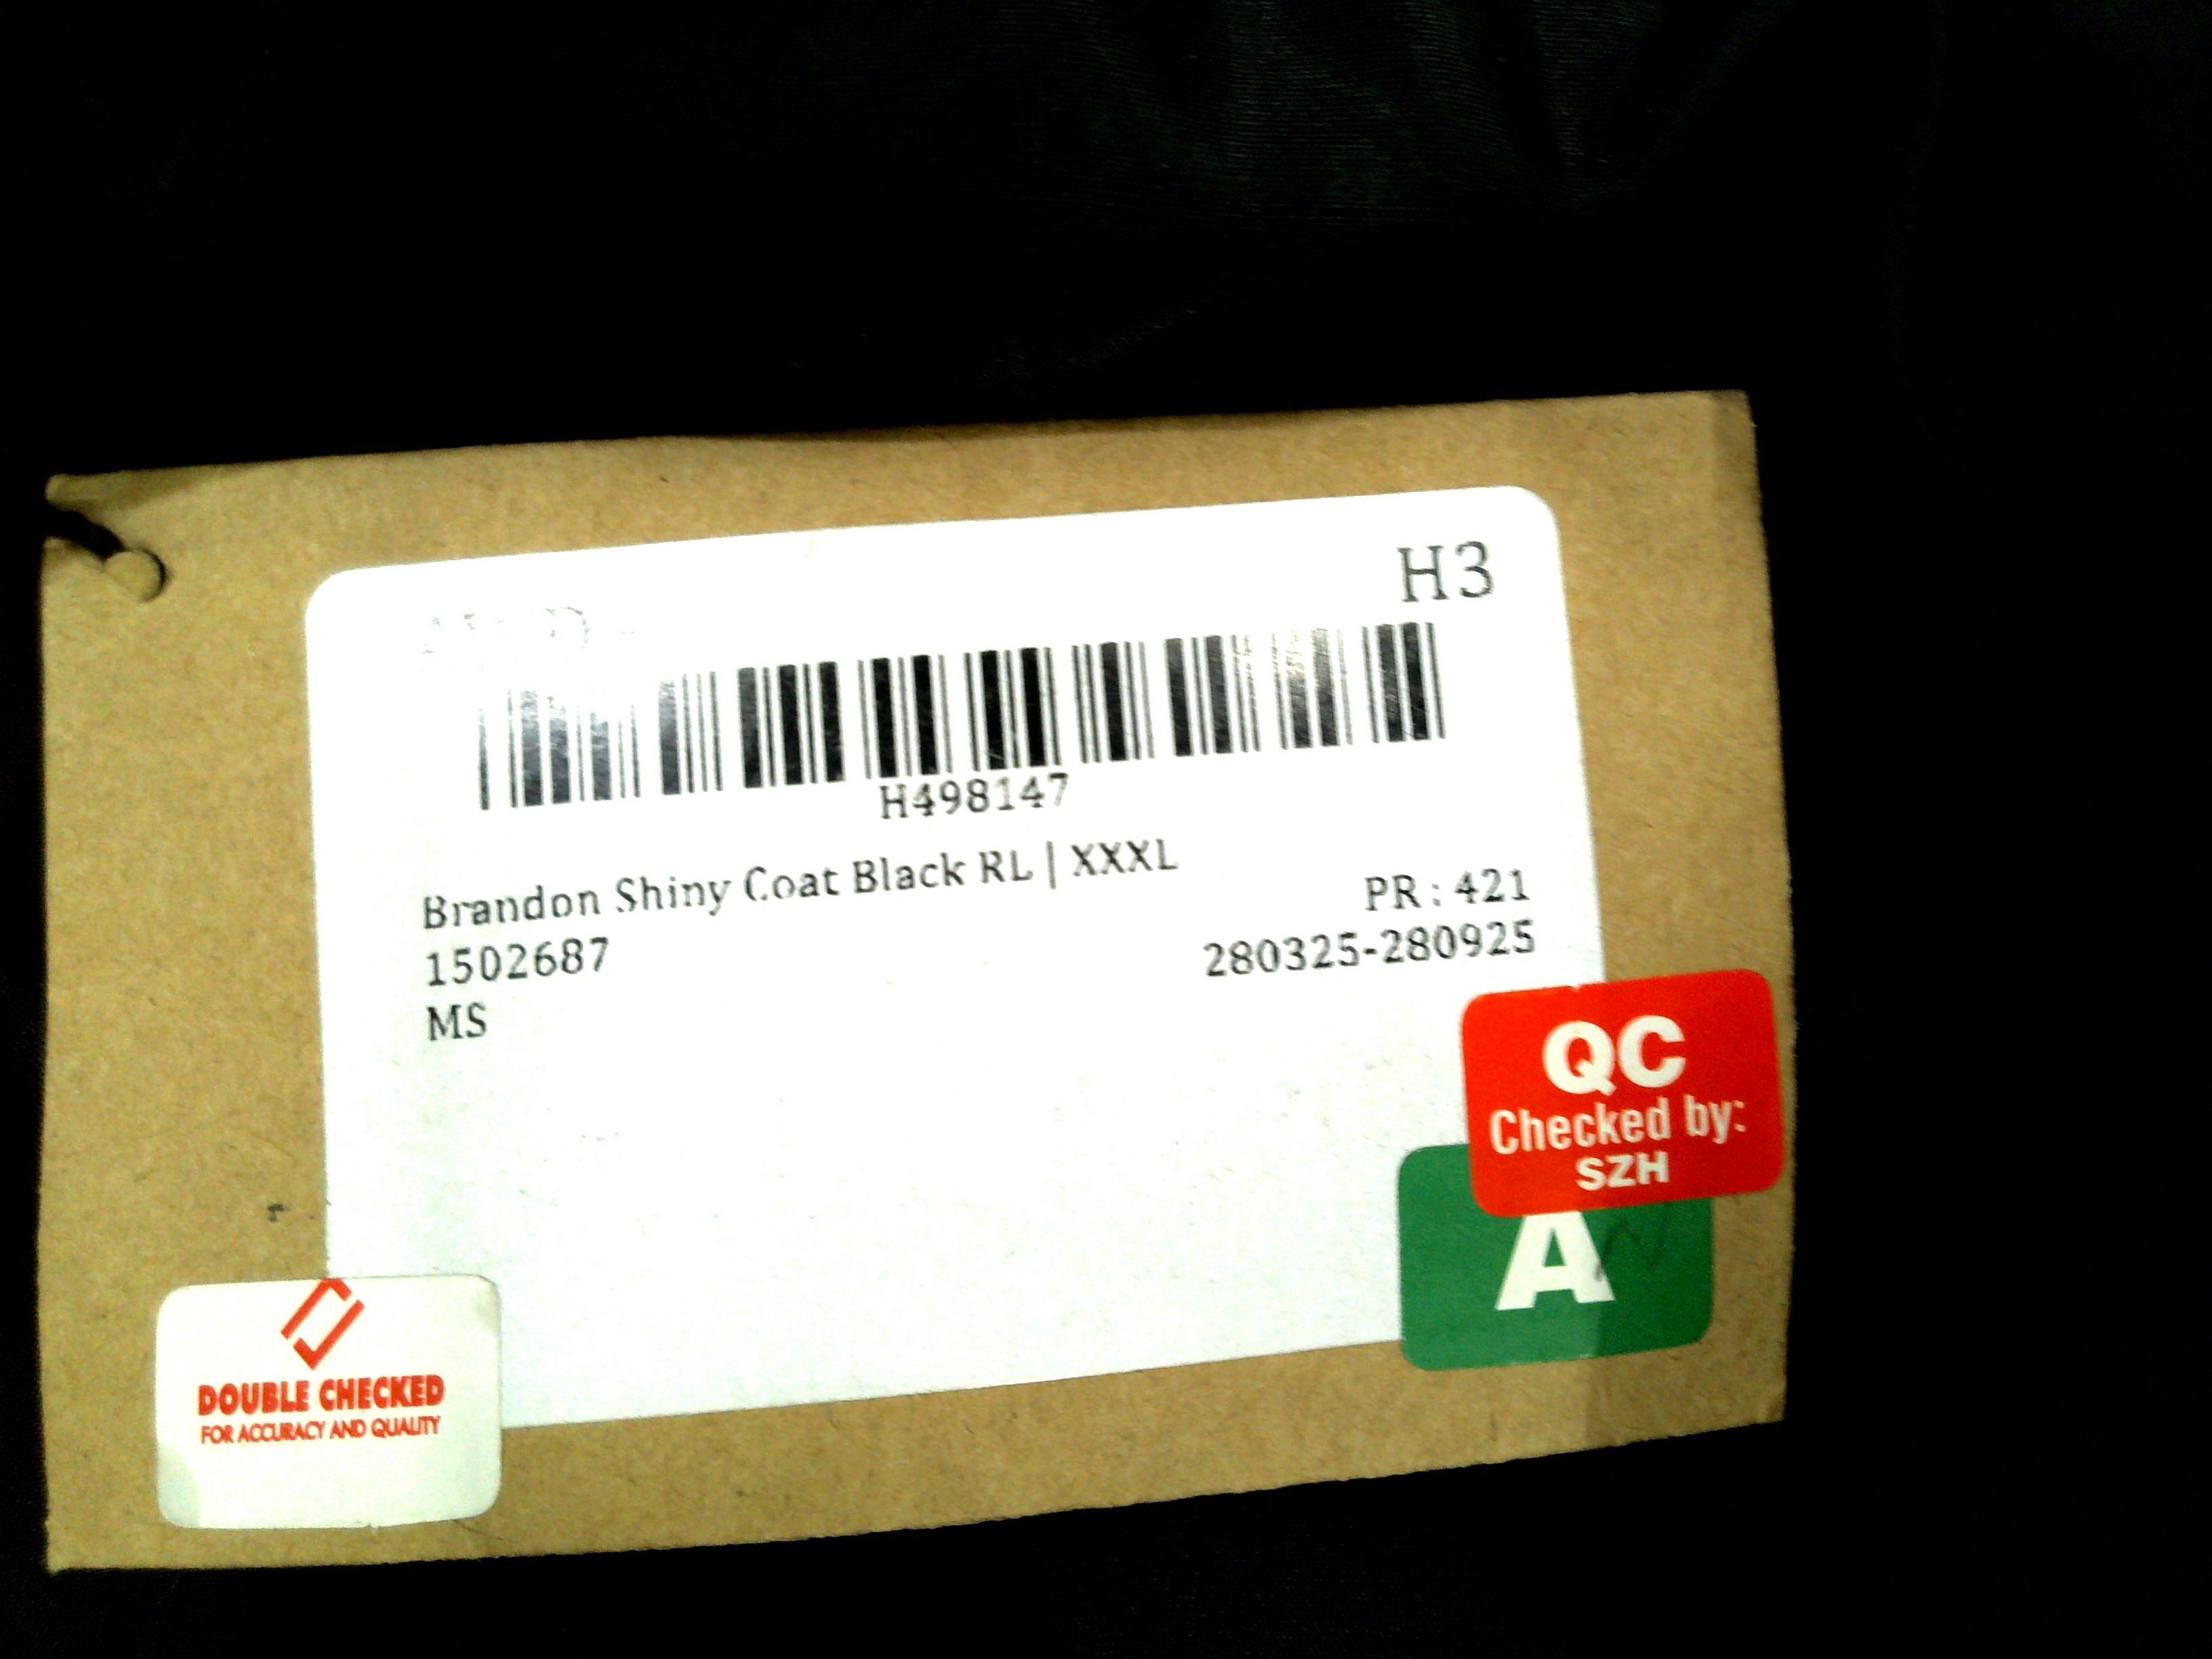 H3
H498147
Brandon Shiny Coat Black RL | XXXL
PR : 421
1502687
280325-280925
MS
QC
Checked by:
SZH
A
DOUBLE CHECKED
FOR ACCURACY AND QUALITY